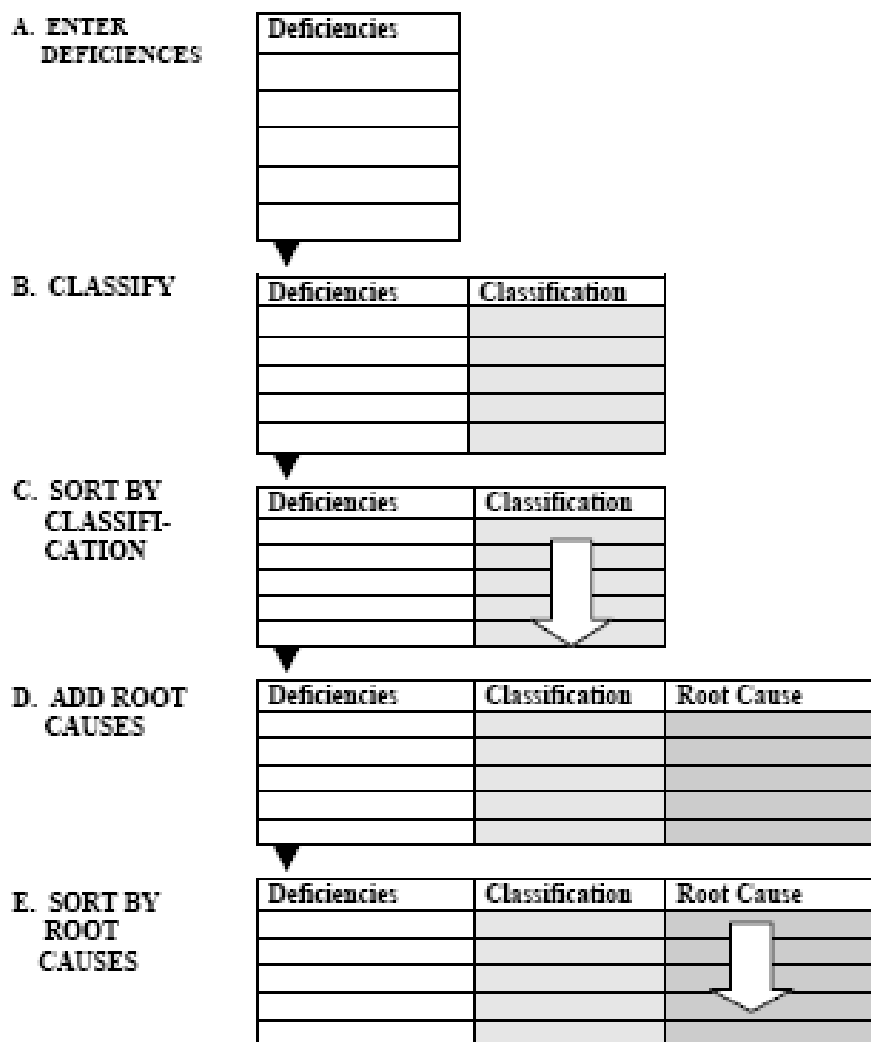 A. ENTER
DEFICIENCES
Deficiencies
B. CLASSIFY
Deficiencies Classification
C. SORT BY
CLASSIFI-
CATION
Deficiencies Classification
D. ADD ROOT
CAUSES
Deficiencies Classification Root Cause
E. SORT BY
ROOT
CAUSES
Deficiencies Classification Root Cause